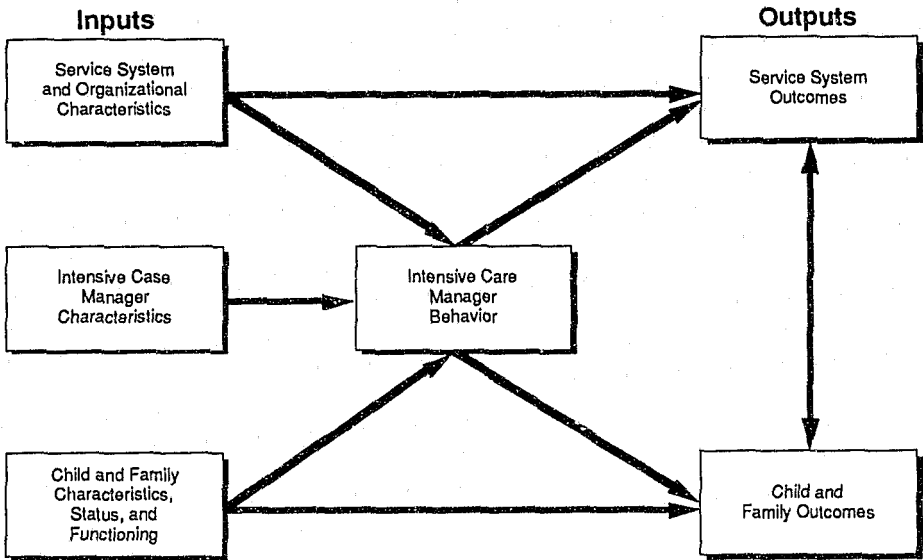 Inputs
Outputs
Service System
and Organizational
Characteristics
Service System
Outcomes
Intensive Case
Manager
Characteristics
Intensive Care
Manager
Behavior
Child and Family
Characteristics,
Status, and
Functioning
Child and
Family Outcomes